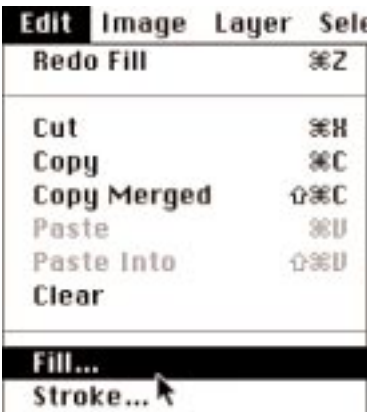 Edit Image Layer Sele
Redo Fill ⌘Z
Cut ⌘X
Copy ⌘C
Copy Merged ⇧⌘C
Paste ⌘V
Paste Into ⇧⌘V
Clear
Fill...
Stroke...